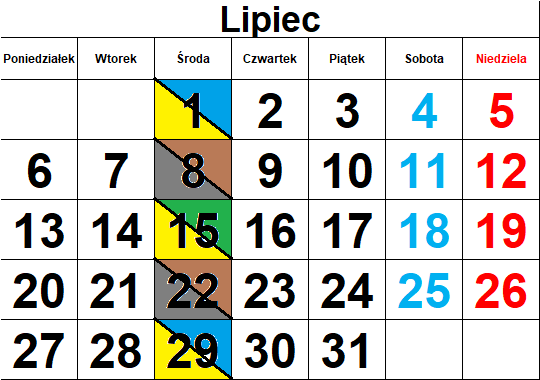 Lipiec
Poniedziałek Wtorek Środa Czwartek Piątek Sobota Niedziela
1 2 3 4 5
6 7 8 9 10 11 12
13 14 15 16 17 18 19
20 21 22 23 24 25 26
27 28 29 30 31